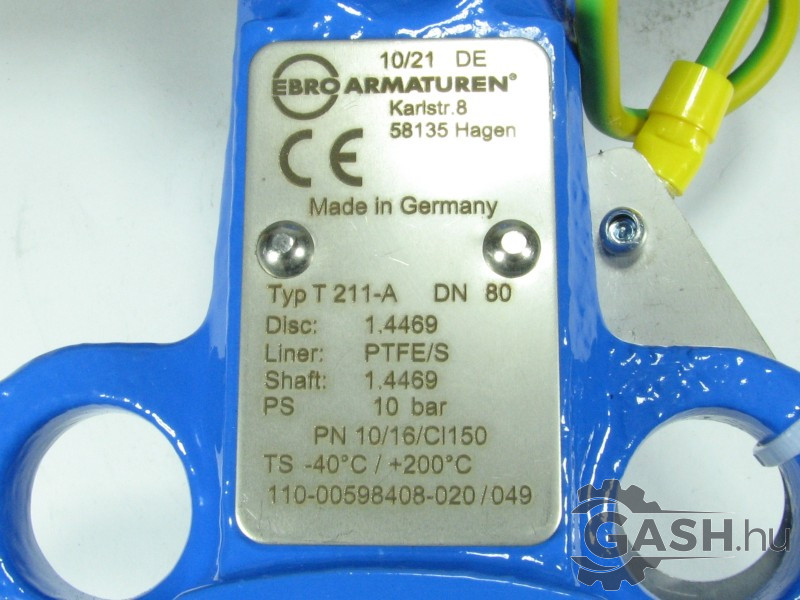 10/21 DE
EBRO ARMATUREN®
Karlstr.8
58135 Hagen
CE
Made in Germany
Typ T 211-A DN 80
Disc: 1.4469
Liner: PTFE/S
Shaft: 1.4469
PS 10 bar
PN 10/16/Cl150
TS -40°C / +200°C
110-00598408-020/049
GASH.hu